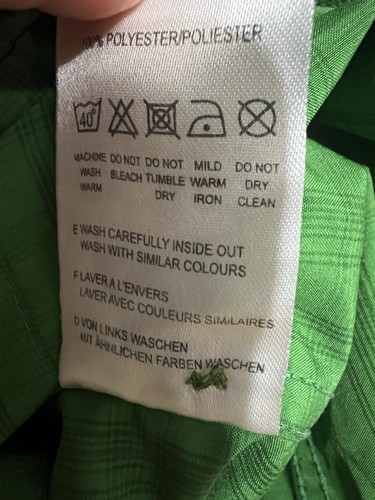 100% POLYESTER/POLIESTER
40°
MACHINE WASH WARM
DO NOT BLEACH
DO NOT TUMBLE DRY
MILD WARM IRON
DO NOT DRY CLEAN
E WASH CAREFULLY INSIDE OUT
WASH WITH SIMILAR COLOURS
F LAVER A L'ENVERS
LAVER AVEC COULEURS SIMILAIRES
D VON LINKS WASCHEN
MIT ÄHNLICHEN FARBEN WASCHEN